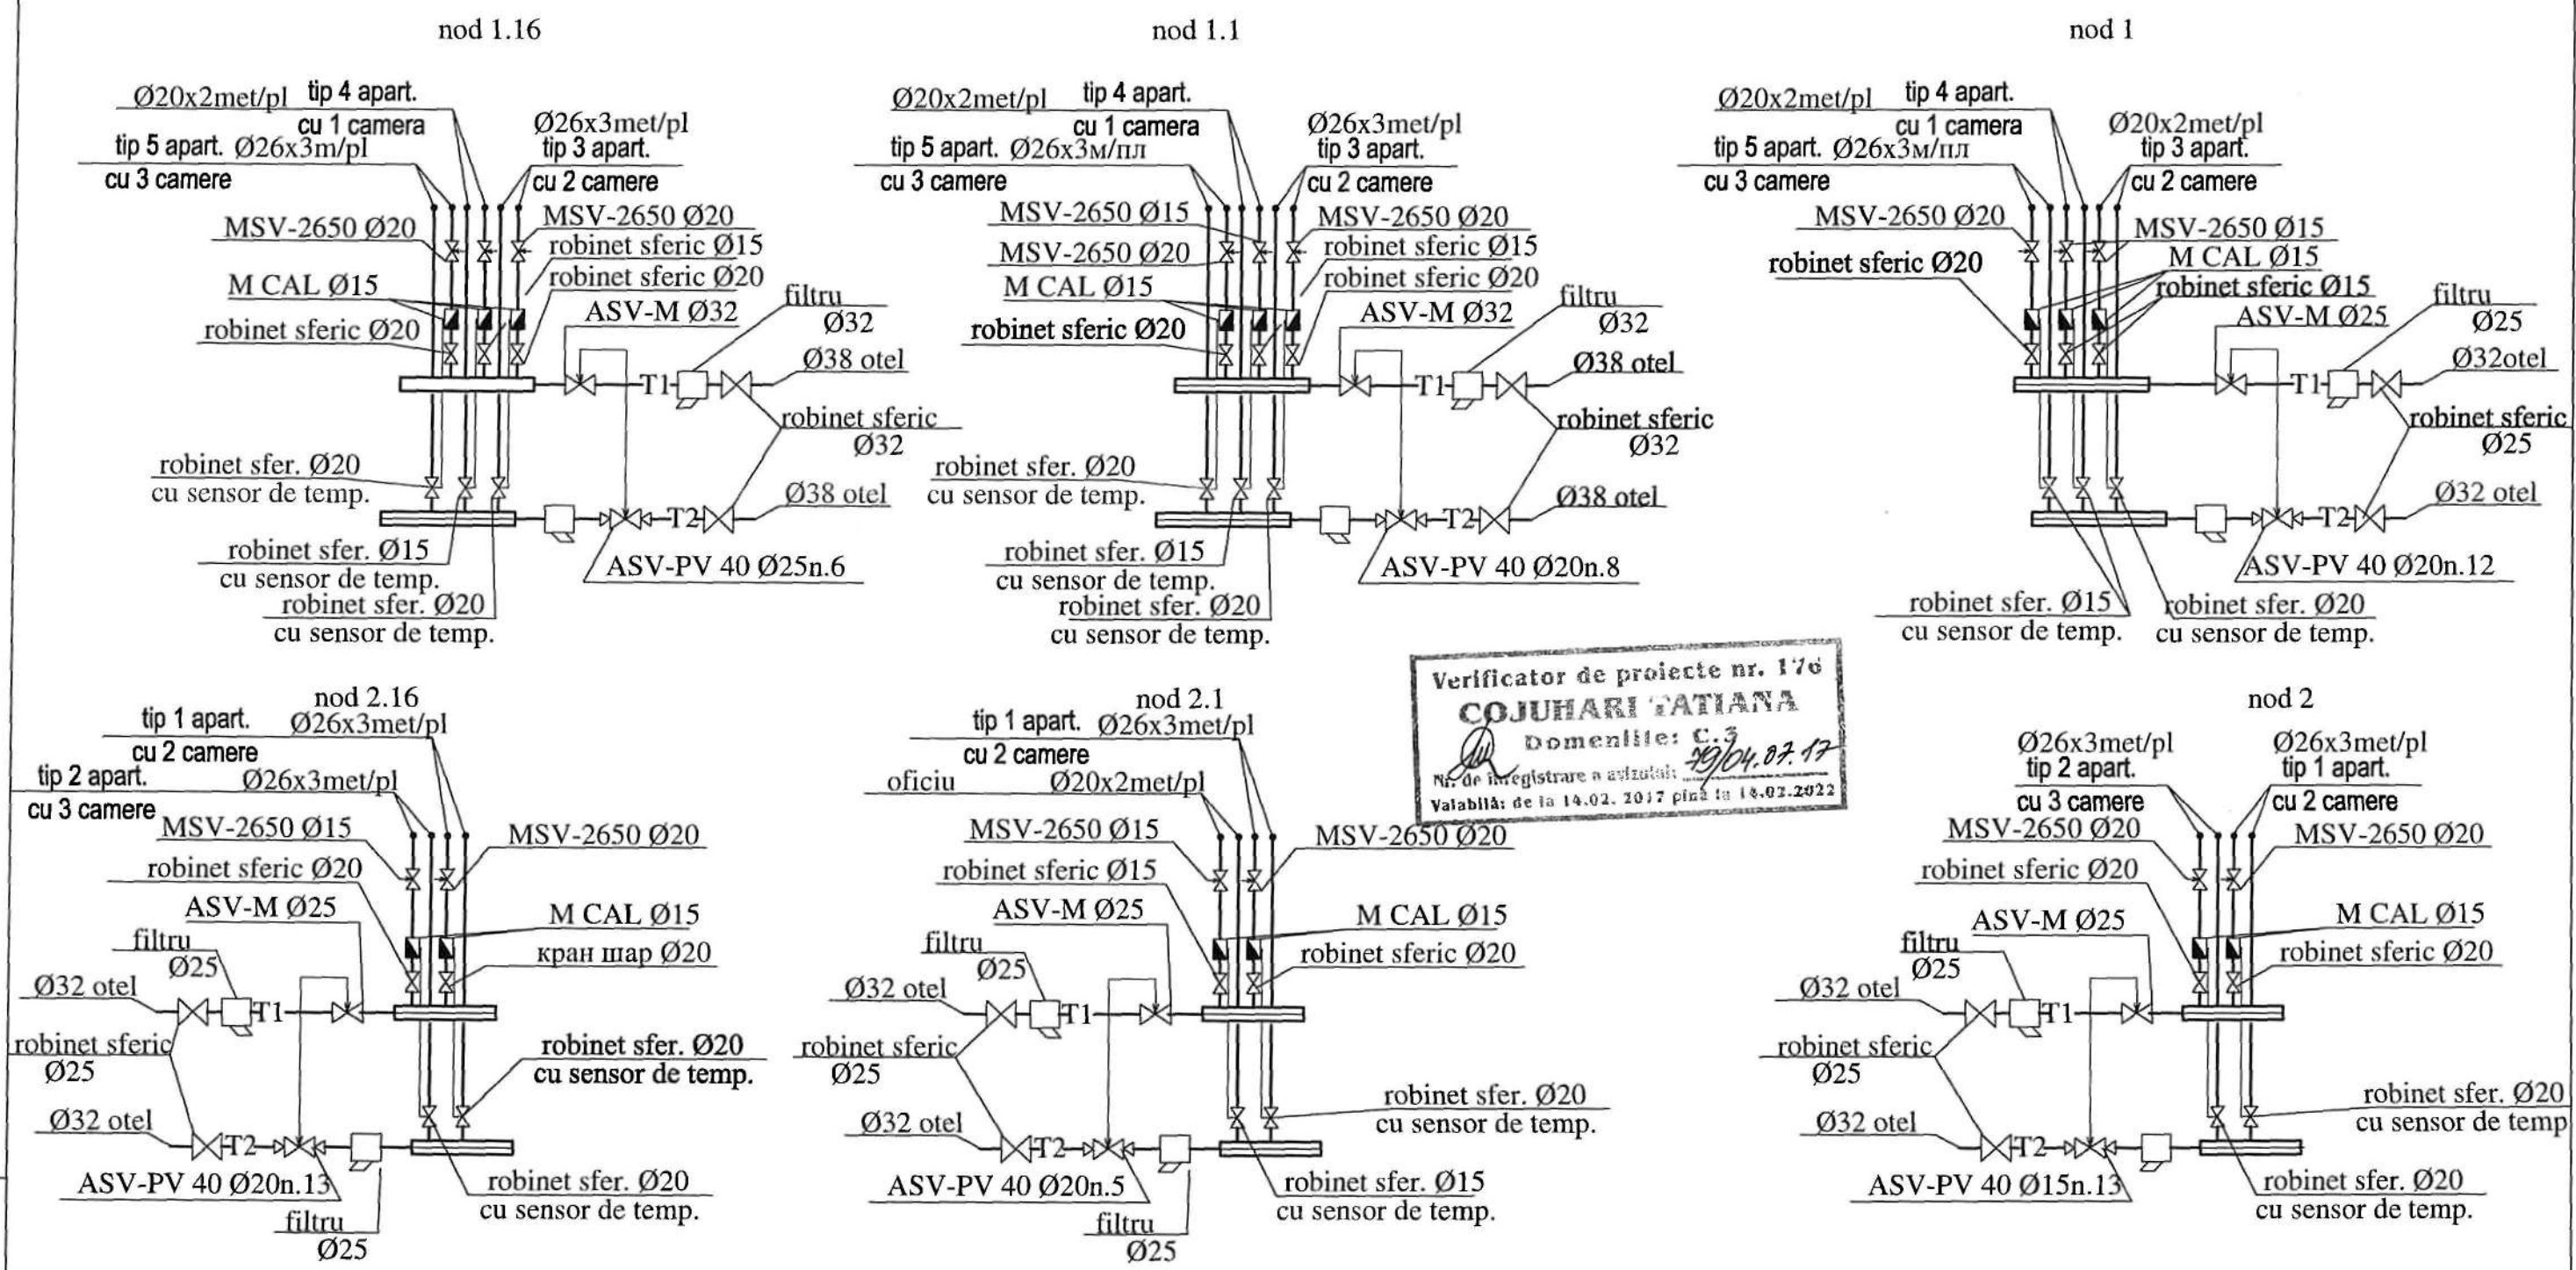 nod 1.16
Ø20x2met/pl tip 4 apart.
cu 1 camera
Ø26x3met/pl
tip 5 apart. Ø26x3m/pl
tip 3 apart.
cu 3 camere
cu 2 camere
MSV-2650 Ø20
MSV-2650 Ø20
robinet sferic Ø15
robinet sferic Ø20
M CAL Ø15
filtru
Ø32
ASV-M Ø32
robinet sferic Ø20
Ø38 otel
T1
robinet sferic
Ø32
robinet sfer. Ø20
cu sensor de temp.
Ø38 otel
T2
robinet sfer. Ø15
cu sensor de temp.
ASV-PV 40 Ø25n.6
robinet sfer. Ø20
cu sensor de temp.
nod 1.1
Ø20x2met/pl tip 4 apart.
cu 1 camera
Ø26x3met/pl
tip 5 apart. Ø26x3м/пл
tip 3 apart.
cu 3 camere
cu 2 camere
MSV-2650 Ø15
MSV-2650 Ø20
MSV-2650 Ø20
robinet sferic Ø15
robinet sferic Ø20
M CAL Ø15
filtru
Ø32
ASV-M Ø32
robinet sferic Ø20
Ø38 otel
T1
robinet sferic
Ø32
robinet sfer. Ø20
cu sensor de temp.
Ø38 otel
T2
robinet sfer. Ø15
cu sensor de temp.
ASV-PV 40 Ø20n.8
robinet sfer. Ø20
cu sensor de temp.
nod 1
Ø20x2met/pl tip 4 apart.
cu 1 camera
Ø20x2met/pl
tip 5 apart. Ø26x3м/пл
tip 3 apart.
cu 3 camere
cu 2 camere
MSV-2650 Ø20
MSV-2650 Ø15
robinet sferic Ø20
M CAL Ø15
robinet sferic Ø15
filtru
Ø25
ASV-M Ø25
Ø32otel
T1
robinet sferic
Ø25
Ø32 otel
T2
ASV-PV 40 Ø20n.12
robinet sfer. Ø15
cu sensor de temp.
robinet sfer. Ø20
cu sensor de temp.
Verificator de proiecte nr. 176
COJUHARI TATIANA
Domeniile: C.3
Nr. de inregistrare a avizului: 79/04.07.17
Valabilă: de la 14.02. 2017 pînă la 14.02.2022
nod 2.16
tip 1 apart. Ø26x3met/pl
cu 2 camere
tip 2 apart. Ø26x3met/pl
cu 3 camere
MSV-2650 Ø15
MSV-2650 Ø20
robinet sferic Ø20
ASV-M Ø25
M CAL Ø15
filtru
Ø25
кран шар Ø20
Ø32 otel
T1
robinet sferic
Ø25
robinet sfer. Ø20
cu sensor de temp.
Ø32 otel
T2
ASV-PV 40 Ø20n.13
robinet sfer. Ø20
cu sensor de temp.
filtru
Ø25
nod 2.1
tip 1 apart. Ø26x3met/pl
cu 2 camere
oficiu Ø20x2met/pl
MSV-2650 Ø15
MSV-2650 Ø20
robinet sferic Ø15
ASV-M Ø25
M CAL Ø15
filtru
Ø25
robinet sferic Ø20
Ø32 otel
T1
robinet sferic
Ø25
robinet sfer. Ø20
cu sensor de temp.
Ø32 otel
T2
ASV-PV 40 Ø20n.5
robinet sfer. Ø15
cu sensor de temp.
filtru
Ø25
nod 2
Ø26x3met/pl
tip 2 apart.
cu 3 camere
Ø26x3met/pl
tip 1 apart.
cu 2 camere
MSV-2650 Ø20
MSV-2650 Ø20
robinet sferic Ø20
ASV-M Ø25
M CAL Ø15
filtru
Ø25
robinet sferic Ø20
Ø32 otel
T1
robinet sferic
Ø25
robinet sfer. Ø20
cu sensor de temp
Ø32 otel
T2
ASV-PV 40 Ø15n.13
robinet sfer. Ø20
cu sensor de temp.